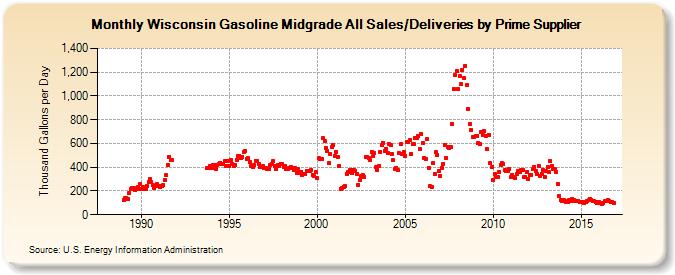 Monthly Wisconsin Gasoline Midgrade All Sales/Deliveries by Prime Supplier
Thousand Gallons per Day
1,400
1,200
1,000
800
600
400
200
0
1990 1995 2000 2005 2010 2015
Source: U.S. Energy Information Administration